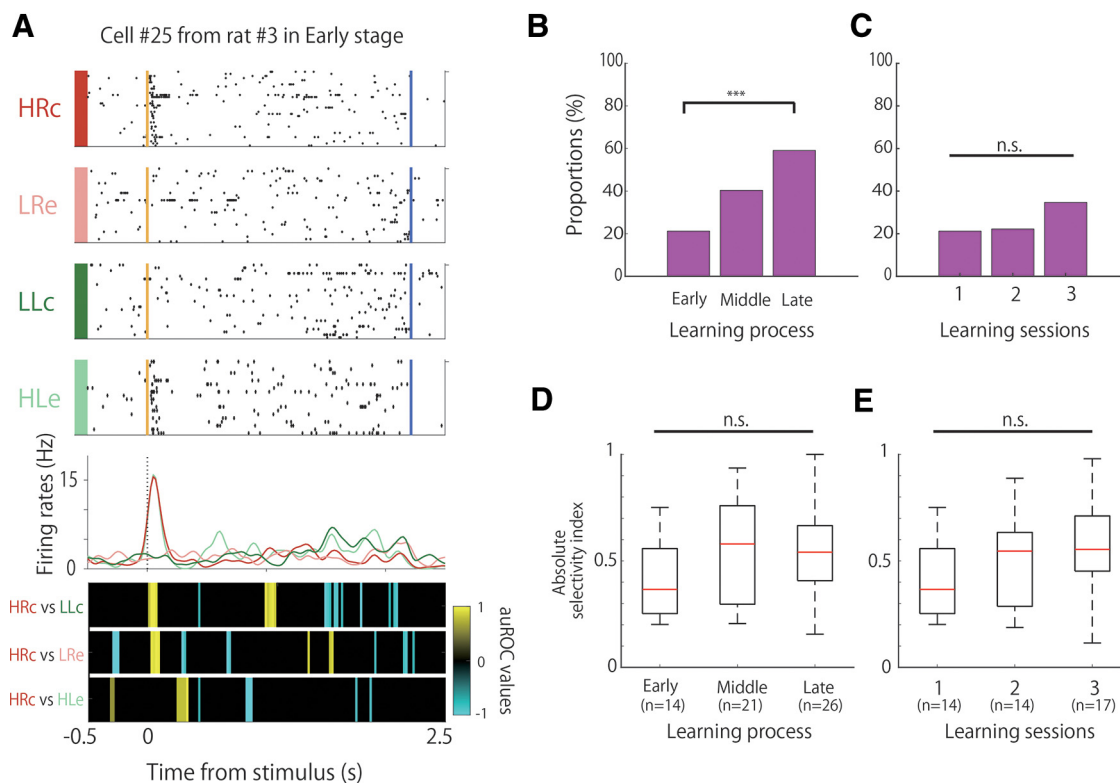 A
Cell #25 from rat #3 in Early stage
HRc
LRe
LLc
HLe
Firing rates (Hz)
15
0
HRc vs LLc
HRc vs LRe
HRc vs HLe
1
0
-1
auROC values
-0.5
0
2.5
Time from stimulus (s)
B
100
80
60
40
20
0
Proportions (%)
***
Early
Middle
Late
Learning process
C
100
80
60
40
20
0
n.s.
1
2
3
Learning sessions
D
n.s.
1
0.5
0
Absolute
selectivity index
Early
(n=14)
Middle
(n=21)
Late
(n=26)
Learning process
E
n.s.
1
0.5
0
1
(n=14)
2
(n=14)
3
(n=17)
Learning sessions